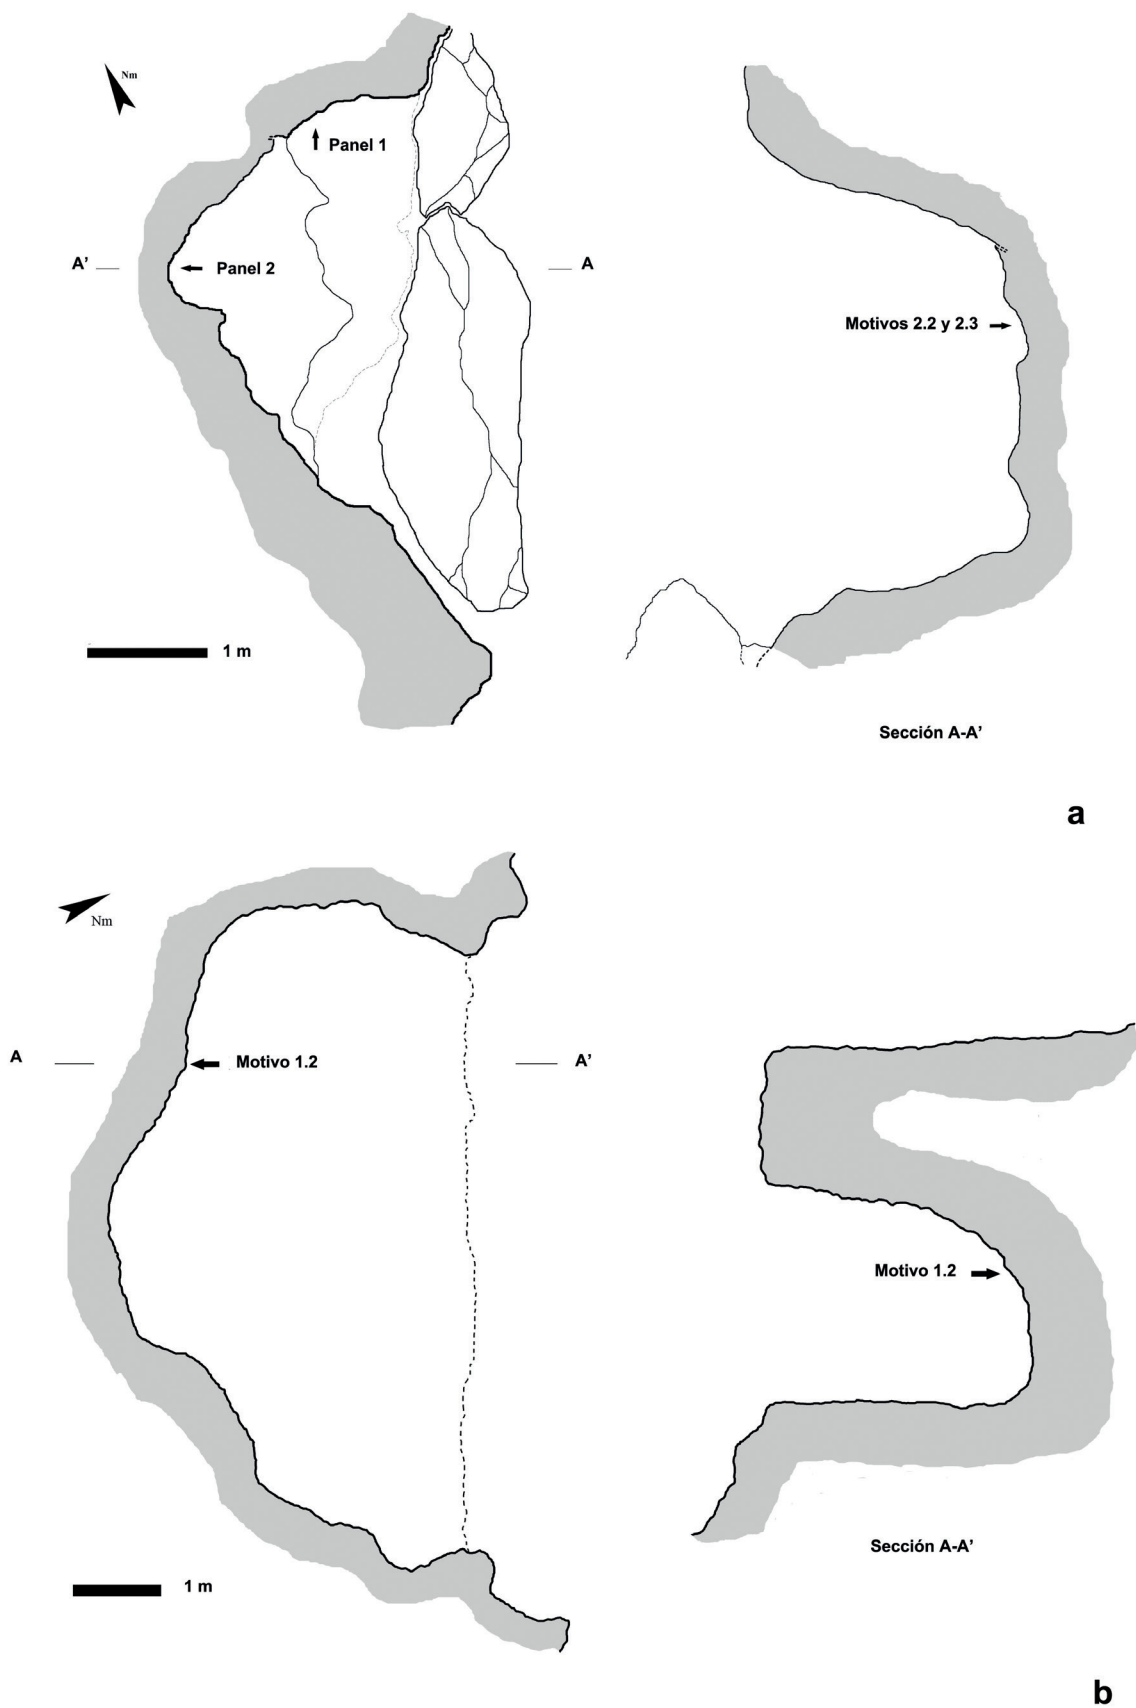 Nm
Panel 1
A' Panel 2 A
Motivos 2.2 y 2.3
1 m
Sección A-A'
a
Nm
A Motivo 1.2 A'
Motivo 1.2
1 m
Sección A-A'
b